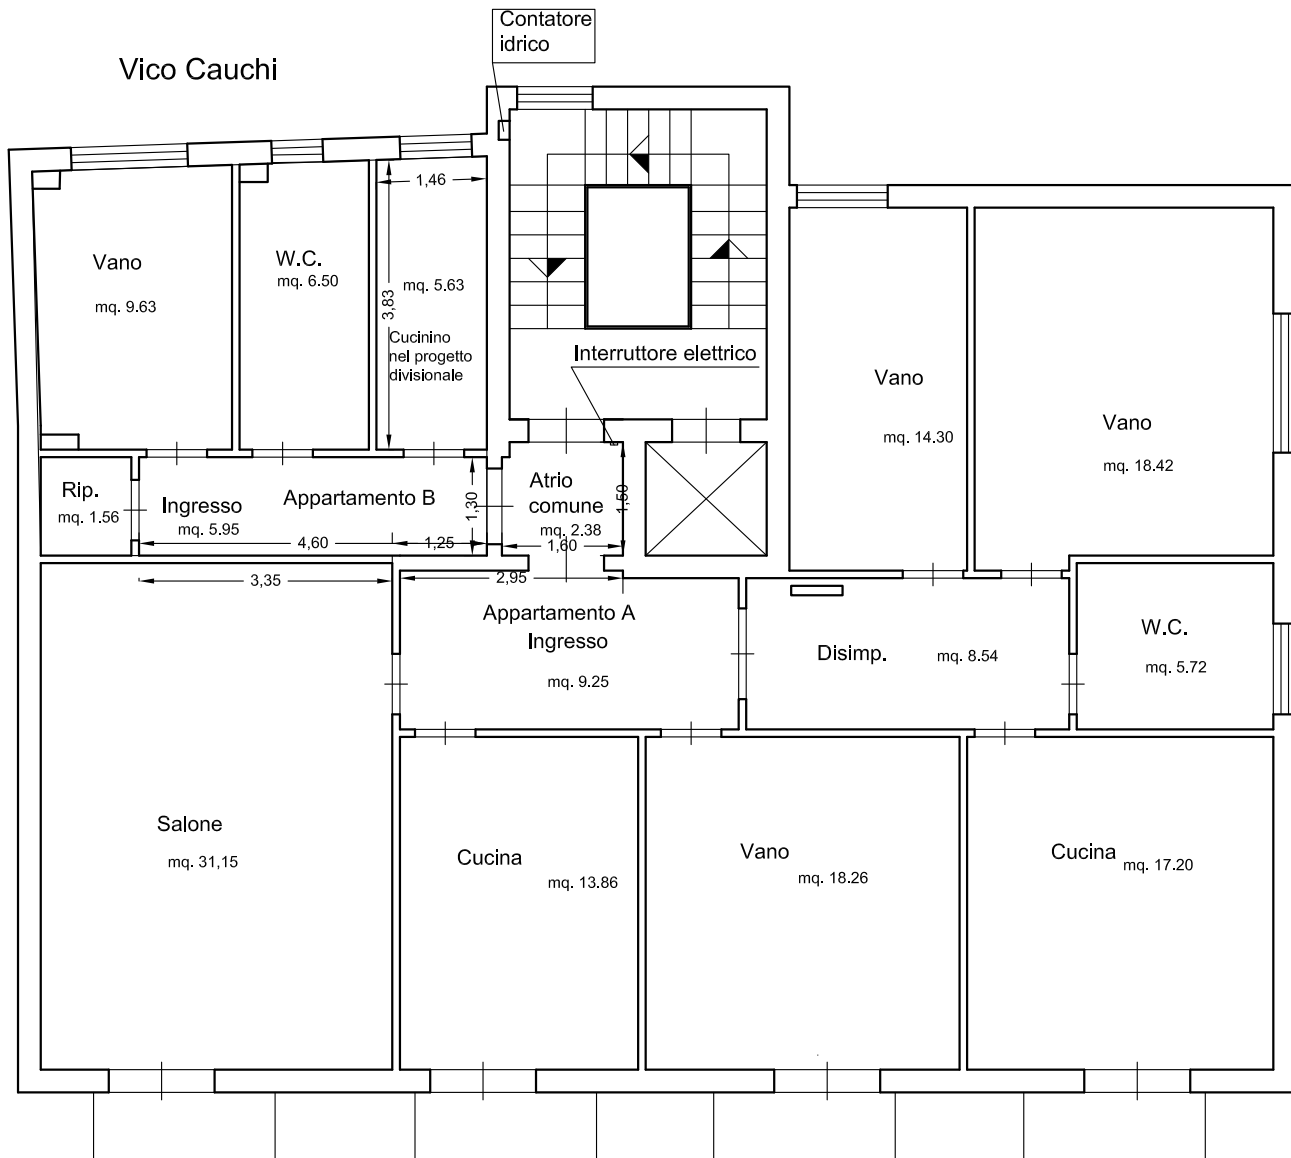 Contatore
idrico
Vico Cauchi
1,46
Vano
mq. 9.63
W.C.
mq. 6.50
3,83
mq. 5.63
Cucinino
nel progetto
divisionale
Interruttore elettrico
Vano
mq. 14.30
Vano
mq. 18.42
Rip.
mq. 1.56
Ingresso
mq. 5.95
Appartamento B
1,30
Atrio
comune
mq. 2.38
1,50
4,60
1,25
1,60
3,35
2,95
Appartamento A
Ingresso
mq. 9.25
Disimp.
mq. 8.54
W.C.
mq. 5.72
Salone
mq. 31,15
Cucina
mq. 13.86
Vano
mq. 18.26
Cucina
mq. 17.20